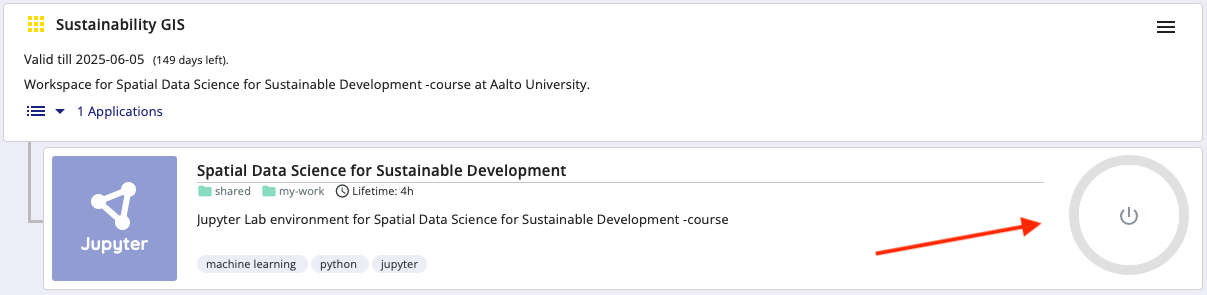 Sustainability GIS
Valid till 2025-06-05 (149 days left).
Workspace for Spatial Data Science for Sustainable Development -course at Aalto University.
1 Applications
Spatial Data Science for Sustainable Development
shared my-work Lifetime: 4h
Jupyter Lab environment for Spatial Data Science for Sustainable Development -course
Jupyter
machine learning python jupyter